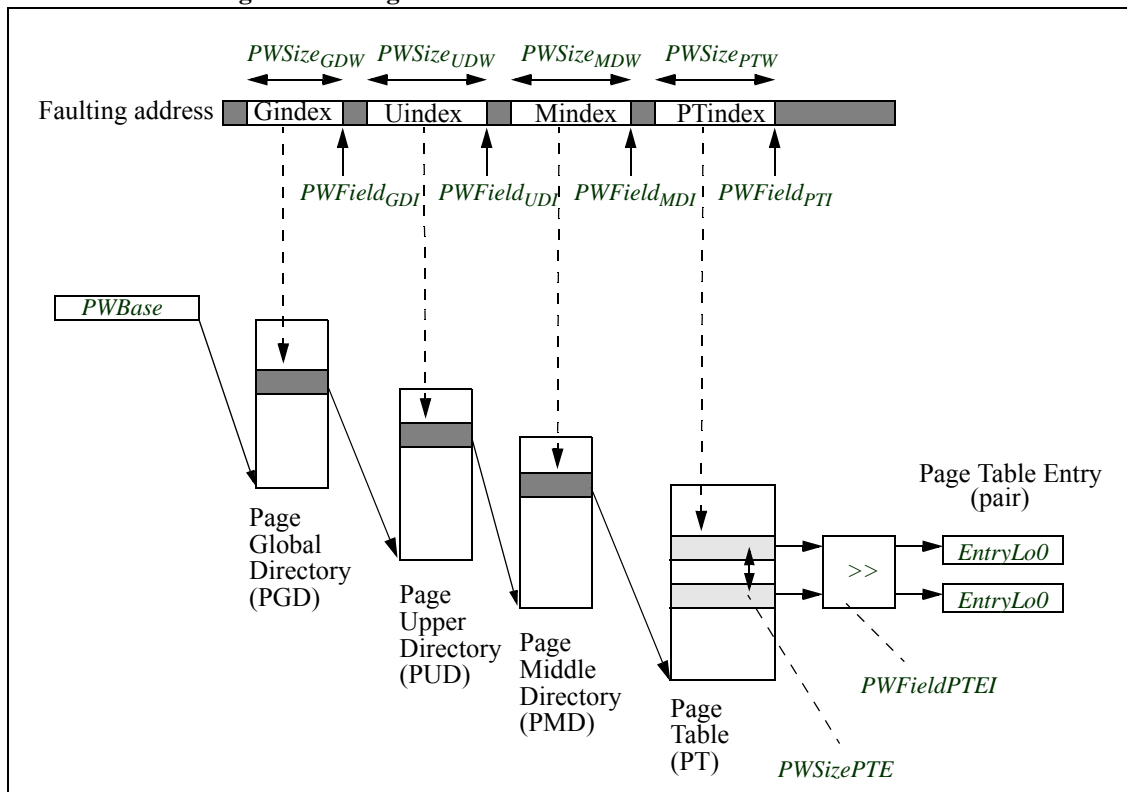 PWSizeGDW PWSizeUDW PWSizeMDW PWSizePTW
Faulting address Gindex Uindex Mindex PTindex
PWFieldGDI PWFieldUDI PWFieldMDI PWFieldPTI
PWBase
Page
Global
Directory
(PGD)
Page
Upper
Directory
(PUD)
Page
Middle
Directory
(PMD)
Page
Table
(PT)
Page Table Entry
(pair)
>>
EntryLo0
EntryLo0
PWFieldPTEI
PWSizePTE